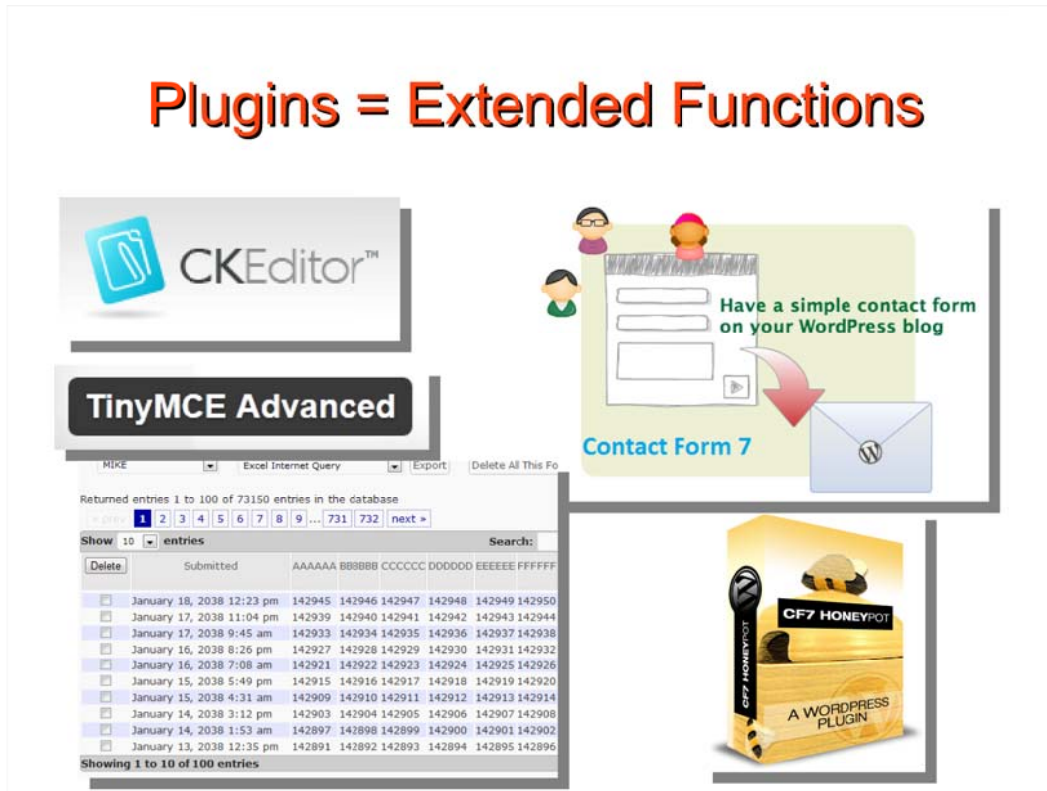 Plugins = Extended Functions
CKEditor™
TinyMCE Advanced
Have a simple contact form
on your WordPress blog
Contact Form 7
MIKE Excel Internet Query Export Delete All This Fo
Returned entries 1 to 100 of 73150 entries in the database
« prev 1 2 3 4 5 6 7 8 9 ... 731 732 next »
Show 10 entries Search:
Delete Submitted AAAAAA BBBBBB CCCCCC DDDDDD EEEEEE FFFFFF
January 18, 2038 12:23 pm 142945 142946 142947 142948 142949 142950
January 17, 2038 11:04 pm 142939 142940 142941 142942 142943 142944
January 17, 2038 9:45 am 142933 142934 142935 142936 142937 142938
January 16, 2038 8:26 pm 142927 142928 142929 142930 142931 142932
January 16, 2038 7:08 am 142921 142922 142923 142924 142925 142926
January 15, 2038 5:49 pm 142915 142916 142917 142918 142919 142920
January 15, 2038 4:31 am 142909 142910 142911 142912 142913 142914
January 14, 2038 3:12 pm 142903 142904 142905 142906 142907 142908
January 14, 2038 1:53 am 142897 142898 142899 142900 142901 142902
January 13, 2038 12:35 pm 142891 142892 142893 142894 142895 142896
Showing 1 to 10 of 100 entries
CF7 HONEYPOT
CF7 HONEYPOT
A WORDPRESS
PLUGIN